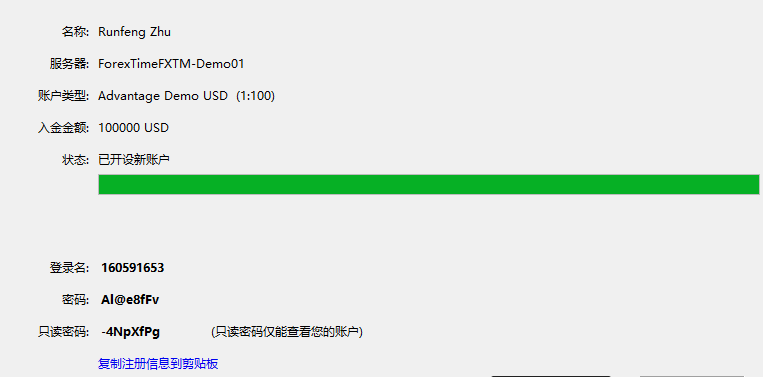 名称: Runfeng Zhu
服务器: ForexTimeFXTM-Demo01
账户类型: Advantage Demo USD (1:100)
入金金额: 100000 USD
状态: 已开设新账户
登录名: 160591653
密码: Al@e8fFv
只读密码: -4NpXfPg (只读密码仅能查看您的账户)
复制注册信息到剪贴板